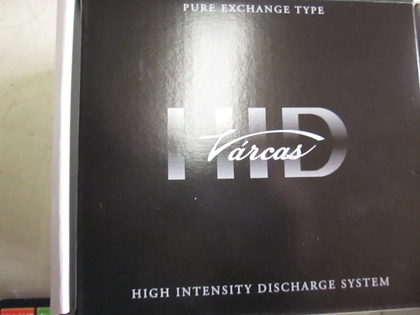 PURE EXCHANGE TYPE
HID
Várcas
HIGH INTENSITY DISCHARGE SYSTEM